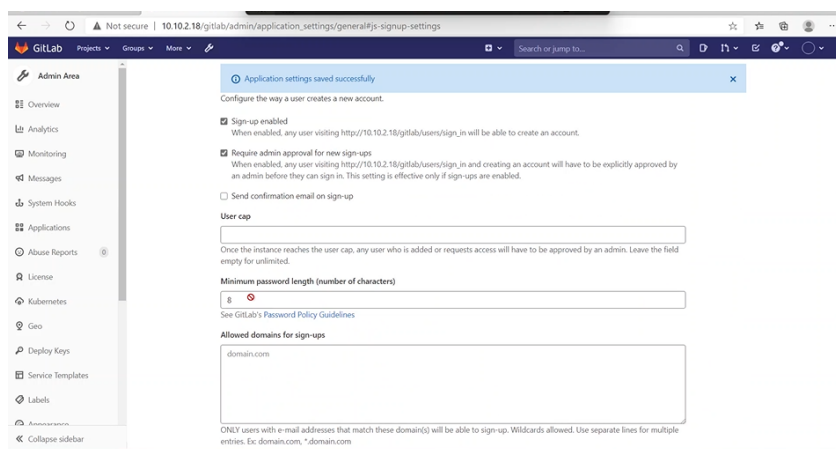 Not secure | 10.10.2.18/gitlab/admin/application_settings/general#js-signup-settings
GitLab Projects Groups More Search or jump to...
Admin Area
Overview
Analytics
Monitoring
Messages
System Hooks
Applications
Abuse Reports 0
License
Kubernetes
Geo
Deploy Keys
Service Templates
Labels
Appearance
Collapse sidebar
Application settings saved successfully
Configure the way a user creates a new account.
Sign-up enabled
When enabled, any user visiting http://10.10.2.18/gitlab/users/sign_in will be able to create an account.
Require admin approval for new sign-ups
When enabled, any user visiting http://10.10.2.18/gitlab/users/sign_in and creating an account will have to be explicitly approved by
an admin before they can sign in. This setting is effective only if sign-ups are enabled.
Send confirmation email on sign-up
User cap
Once the instance reaches the user cap, any user who is added or requests access will have to be approved by an admin. Leave the field
empty for unlimited.
Minimum password length (number of characters)
8
See GitLab's Password Policy Guidelines
Allowed domains for sign-ups
domain.com
ONLY users with e-mail addresses that match these domain(s) will be able to sign-up. Wildcards allowed. Use separate lines for multiple
entries. Ex: domain.com, *.domain.com